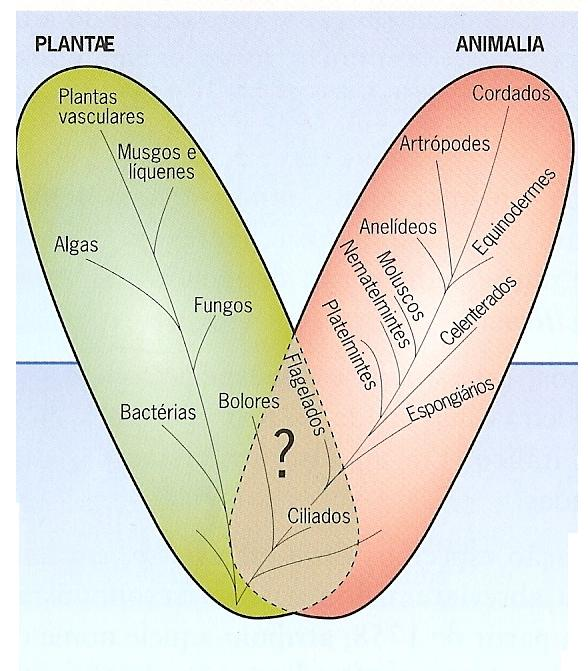 PLANTAE
ANIMALIA
Plantas
vasculares
Musgos e
líquenes
Algas
Fungos
Bactérias
Bolores
Flagelados
?
Ciliados
Cordados
Artrópodes
Equinodermes
Anelídeos
Moluscos
Nematelmintes
Platelmintes
Celenterados
Espongiários